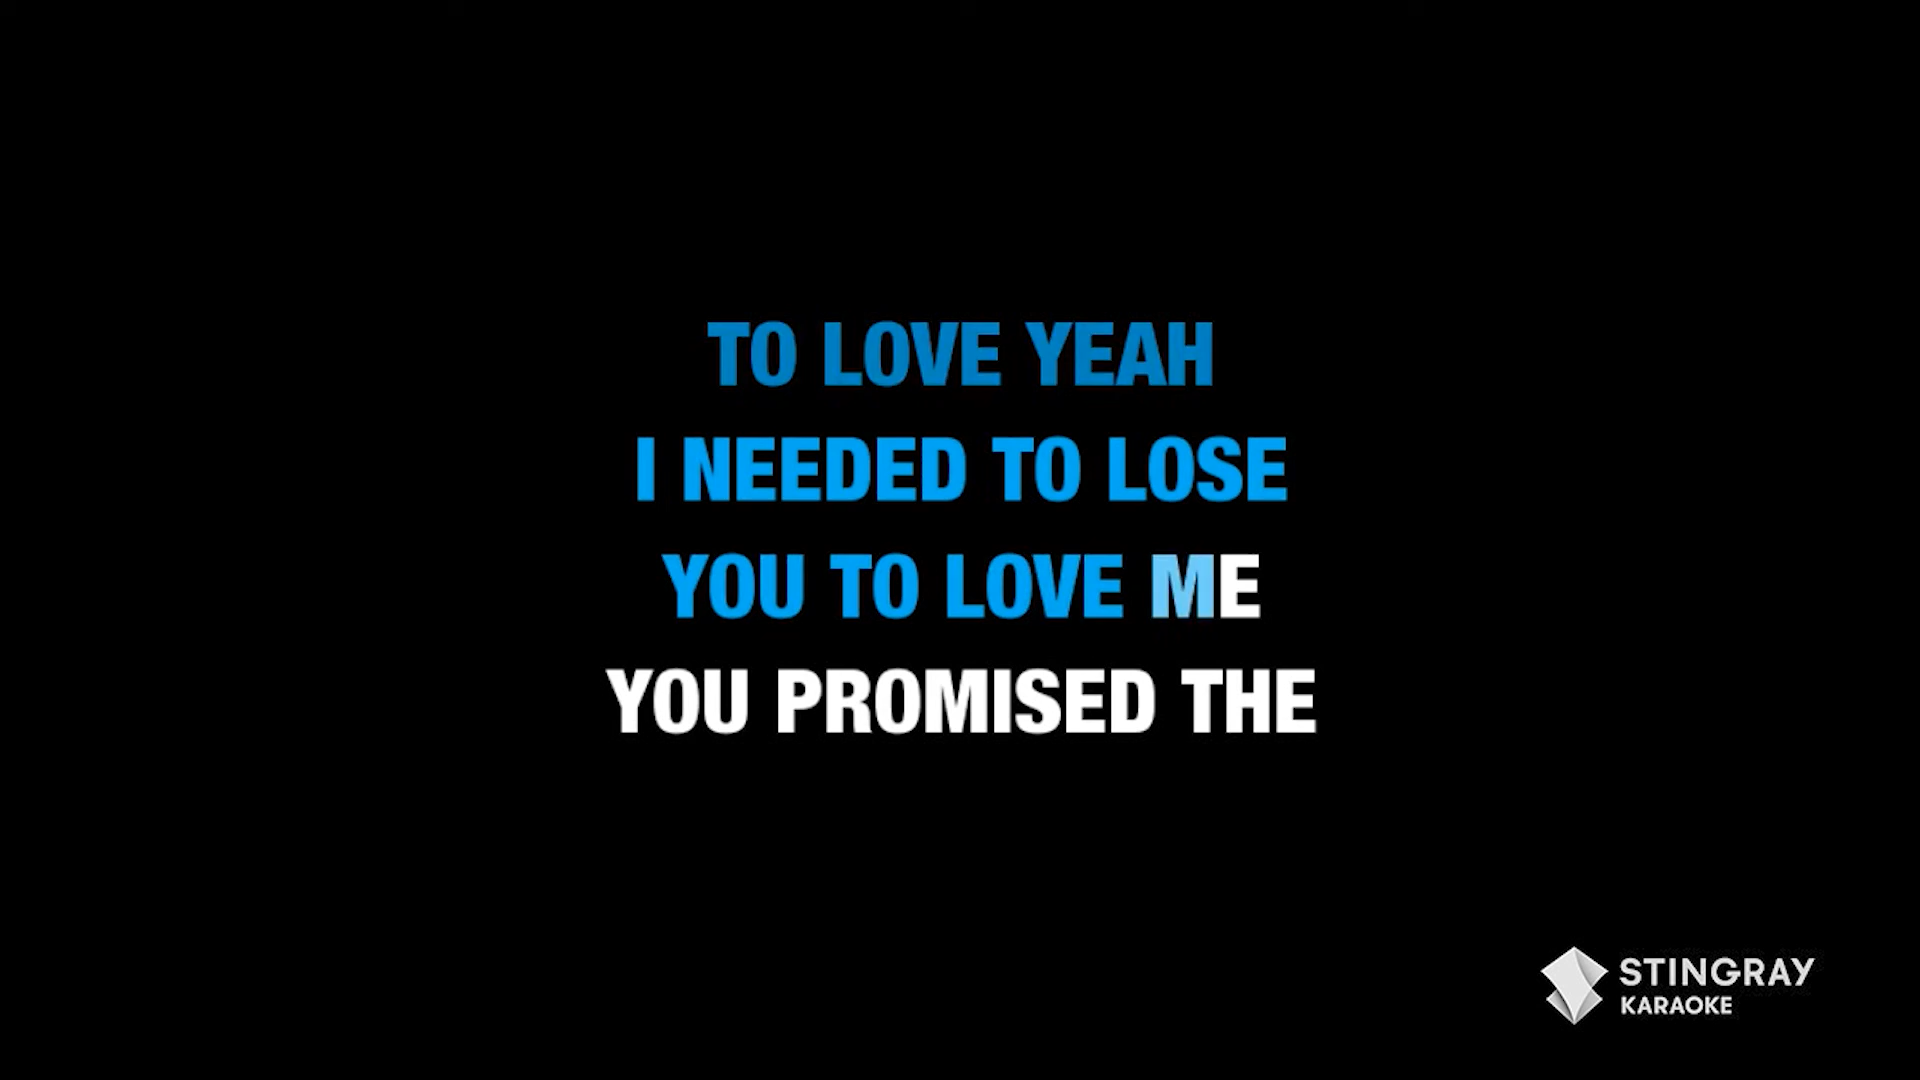 TO LOVE YEAH
I NEEDED TO LOSE
YOU TO LOVE ME
YOU PROMISED THE
STINGRAY
KARAOKE